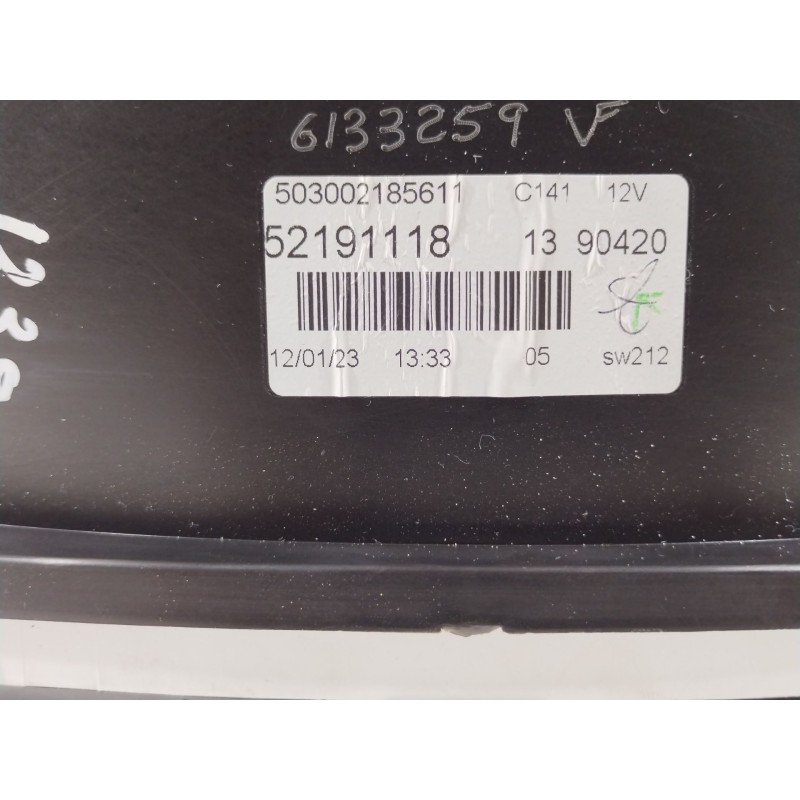 6133259 V
503002185611 C141 12V
52191118 13 90420
12/01/23 13:33 05 sw212